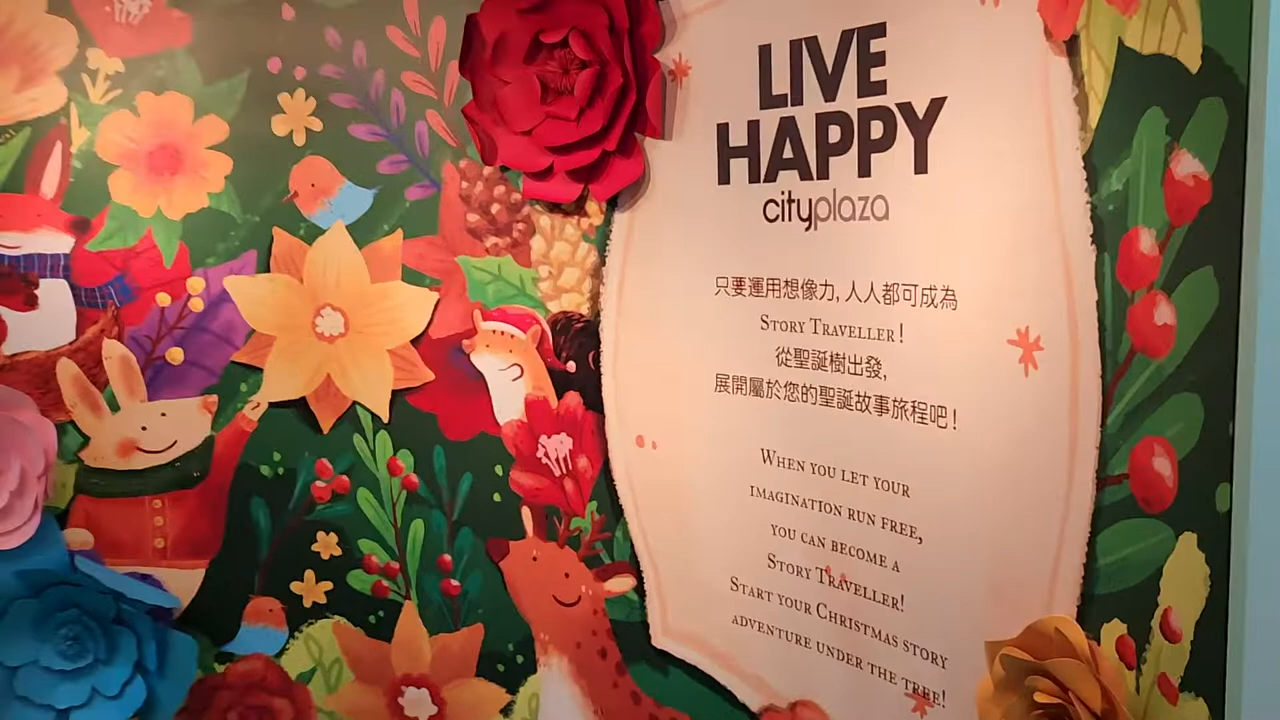 LIVE
HAPPY
cityplaza
只要運用想像力, 人人都可成為
STORY TRAVELLER!
從聖誕樹出發,
展開屬於您的聖誕故事旅程吧!
WHEN YOU LET YOUR
IMAGINATION RUN FREE,
YOU CAN BECOME A
STORY TRAVELLER!
START YOUR CHRISTMAS STORY
ADVENTURE UNDER THE TREE!